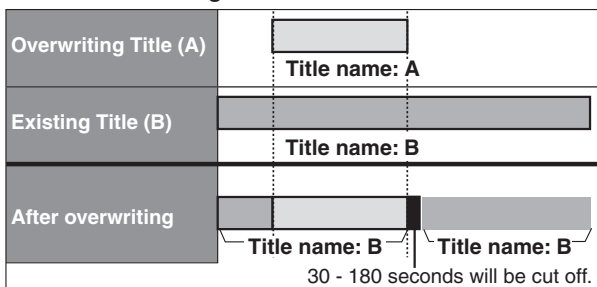 Overwriting Title (A)
Title name: A
Existing Title (B)
Title name: B
After overwriting
Title name: B Title name: B
30 - 180 seconds will be cut off.